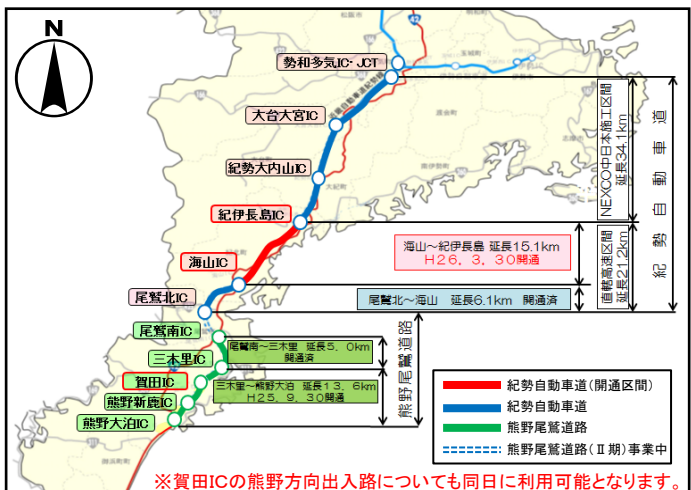 N
42
勢和多気IC・JCT
大台大宮IC
紀勢大内山IC
紀伊長島IC
海山IC
尾鷲北IC
尾鷲南IC
三木里IC
賀田IC
熊野新鹿IC
熊野大泊IC
NEXCO中日本施工区間
延長34.1km
直轄高速区間
延長21.2km
紀勢自動車道
海山～紀伊長島 延長15.1km
H26．3．30開通
尾鷲北～海山 延長6.1km 開通済
尾鷲南～三木里 延長5．0km
開通済
三木里～熊野大泊 延長13．6km
H25．9．30開通
熊野尾鷲道路
紀勢自動車道(開通区間)
紀勢自動車道
熊野尾鷲道路
熊野尾鷲道路(Ⅱ期)事業中
※賀田ICの熊野方向出入路についても同日に利用可能となります。